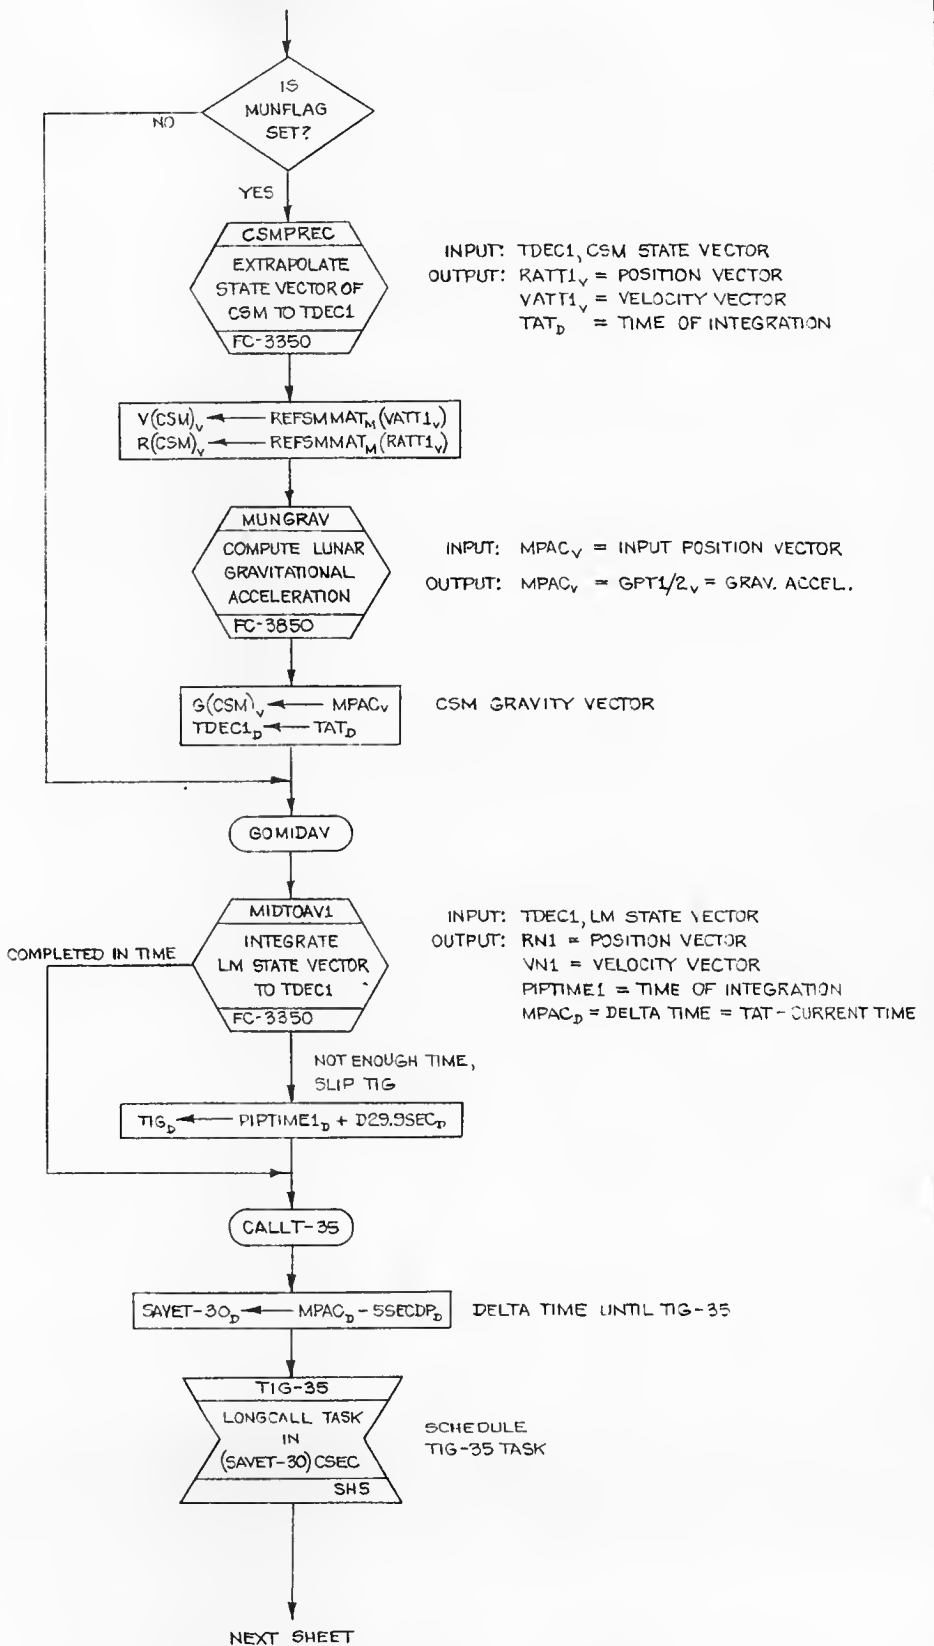 IS
MUNFLAG
SET?
NO
YES
CSMPREC
EXTRAPOLATE
STATE VECTOR OF
CSM TO TDEC1
FC-3350
INPUT: TDEC1, CSM STATE VECTOR
OUTPUT: RATT1V = POSITION VECTOR
VATT1V = VELOCITY VECTOR
TATD = TIME OF INTEGRATION
V(CSM)V ← REFSMMATM(VATT1V)
R(CSM)V ← REFSMMATM(RATT1V)
MUNGRAV
COMPUTE LUNAR
GRAVITATIONAL
ACCELERATION
FC-3850
INPUT: MPACV = INPUT POSITION VECTOR
OUTPUT: MPACV = GPT1/2V = GRAV. ACCEL.
G(CSM)V ← MPACV
TDEC1D ← TATD
CSM GRAVITY VECTOR
GOMIDAV
MIDTOAV1
INTEGRATE
LM STATE VECTOR
TO TDEC1
FC-3350
COMPLETED IN TIME
INPUT: TDEC1, LM STATE VECTOR
OUTPUT: RN1 = POSITION VECTOR
VN1 = VELOCITY VECTOR
PIPTIME1 = TIME OF INTEGRATION
MPACD = DELTA TIME = TAT-CURRENT TIME
NOT ENOUGH TIME,
SLIP TIG
TIGD ← PIPTIME1D + D29.9SECD
CALLT-35
SAVET-30D ← MPACD - 5SECDPD
DELTA TIME UNTIL TIG-35
TIG-35
LONGCALL TASK
IN
(SAVET-30) CSEC
SH5
SCHEDULE
TIG-35 TASK
NEXT SHEET